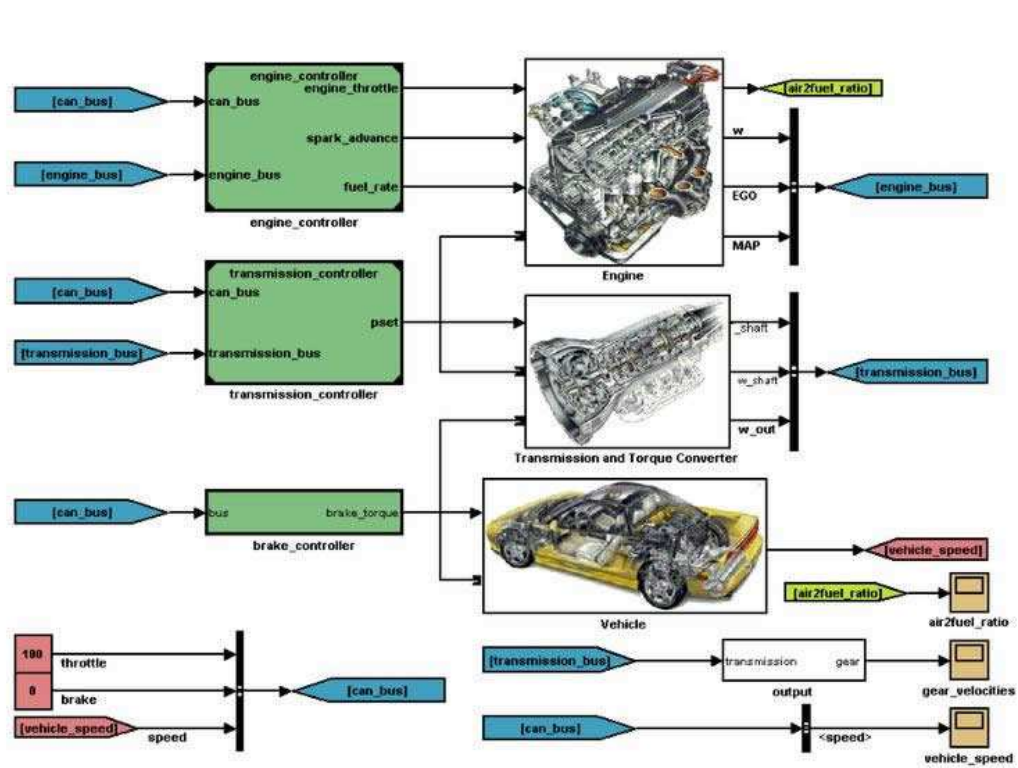 engine_controller
[can_bus]
can_bus
engine_throttle
[air2fuel_ratio]
spark_advance
w
[engine_bus]
engine_bus
fuel_rate
EGO
[engine_bus]
engine_controller
MAP
Engine
transmission_controller
[can_bus]
can_bus
pset
_shaft
[transmission_bus]
transmission_bus
w_shaft
[transmission_bus]
transmission_controller
w_out
Transmission and Torque Converter
[can_bus]
bus
brake_torque
brake_controller
[vehicle_speed]
Vehicle
[air2fuel_ratio]
air2fuel_ratio
100
throttle
0
brake
[vehicle_speed]
speed
[can_bus]
[transmission_bus]
transmission
gear
output
gear_velocities
[can_bus]
<speed>
vehicle_speed